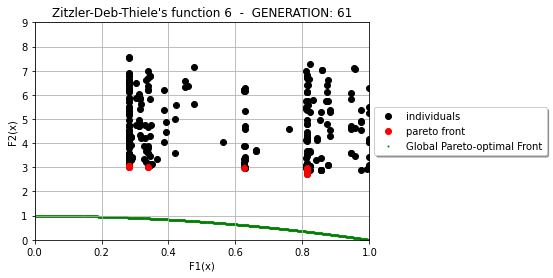 Zitzler-Deb-Thiele's function 6 - GENERATION: 61
9
8
7
6
5
4
3
2
1
0
F2(x)
0.0 0.2 0.4 0.6 0.8 1.0
F1(x)
individuals
pareto front
Global Pareto-optimal Front